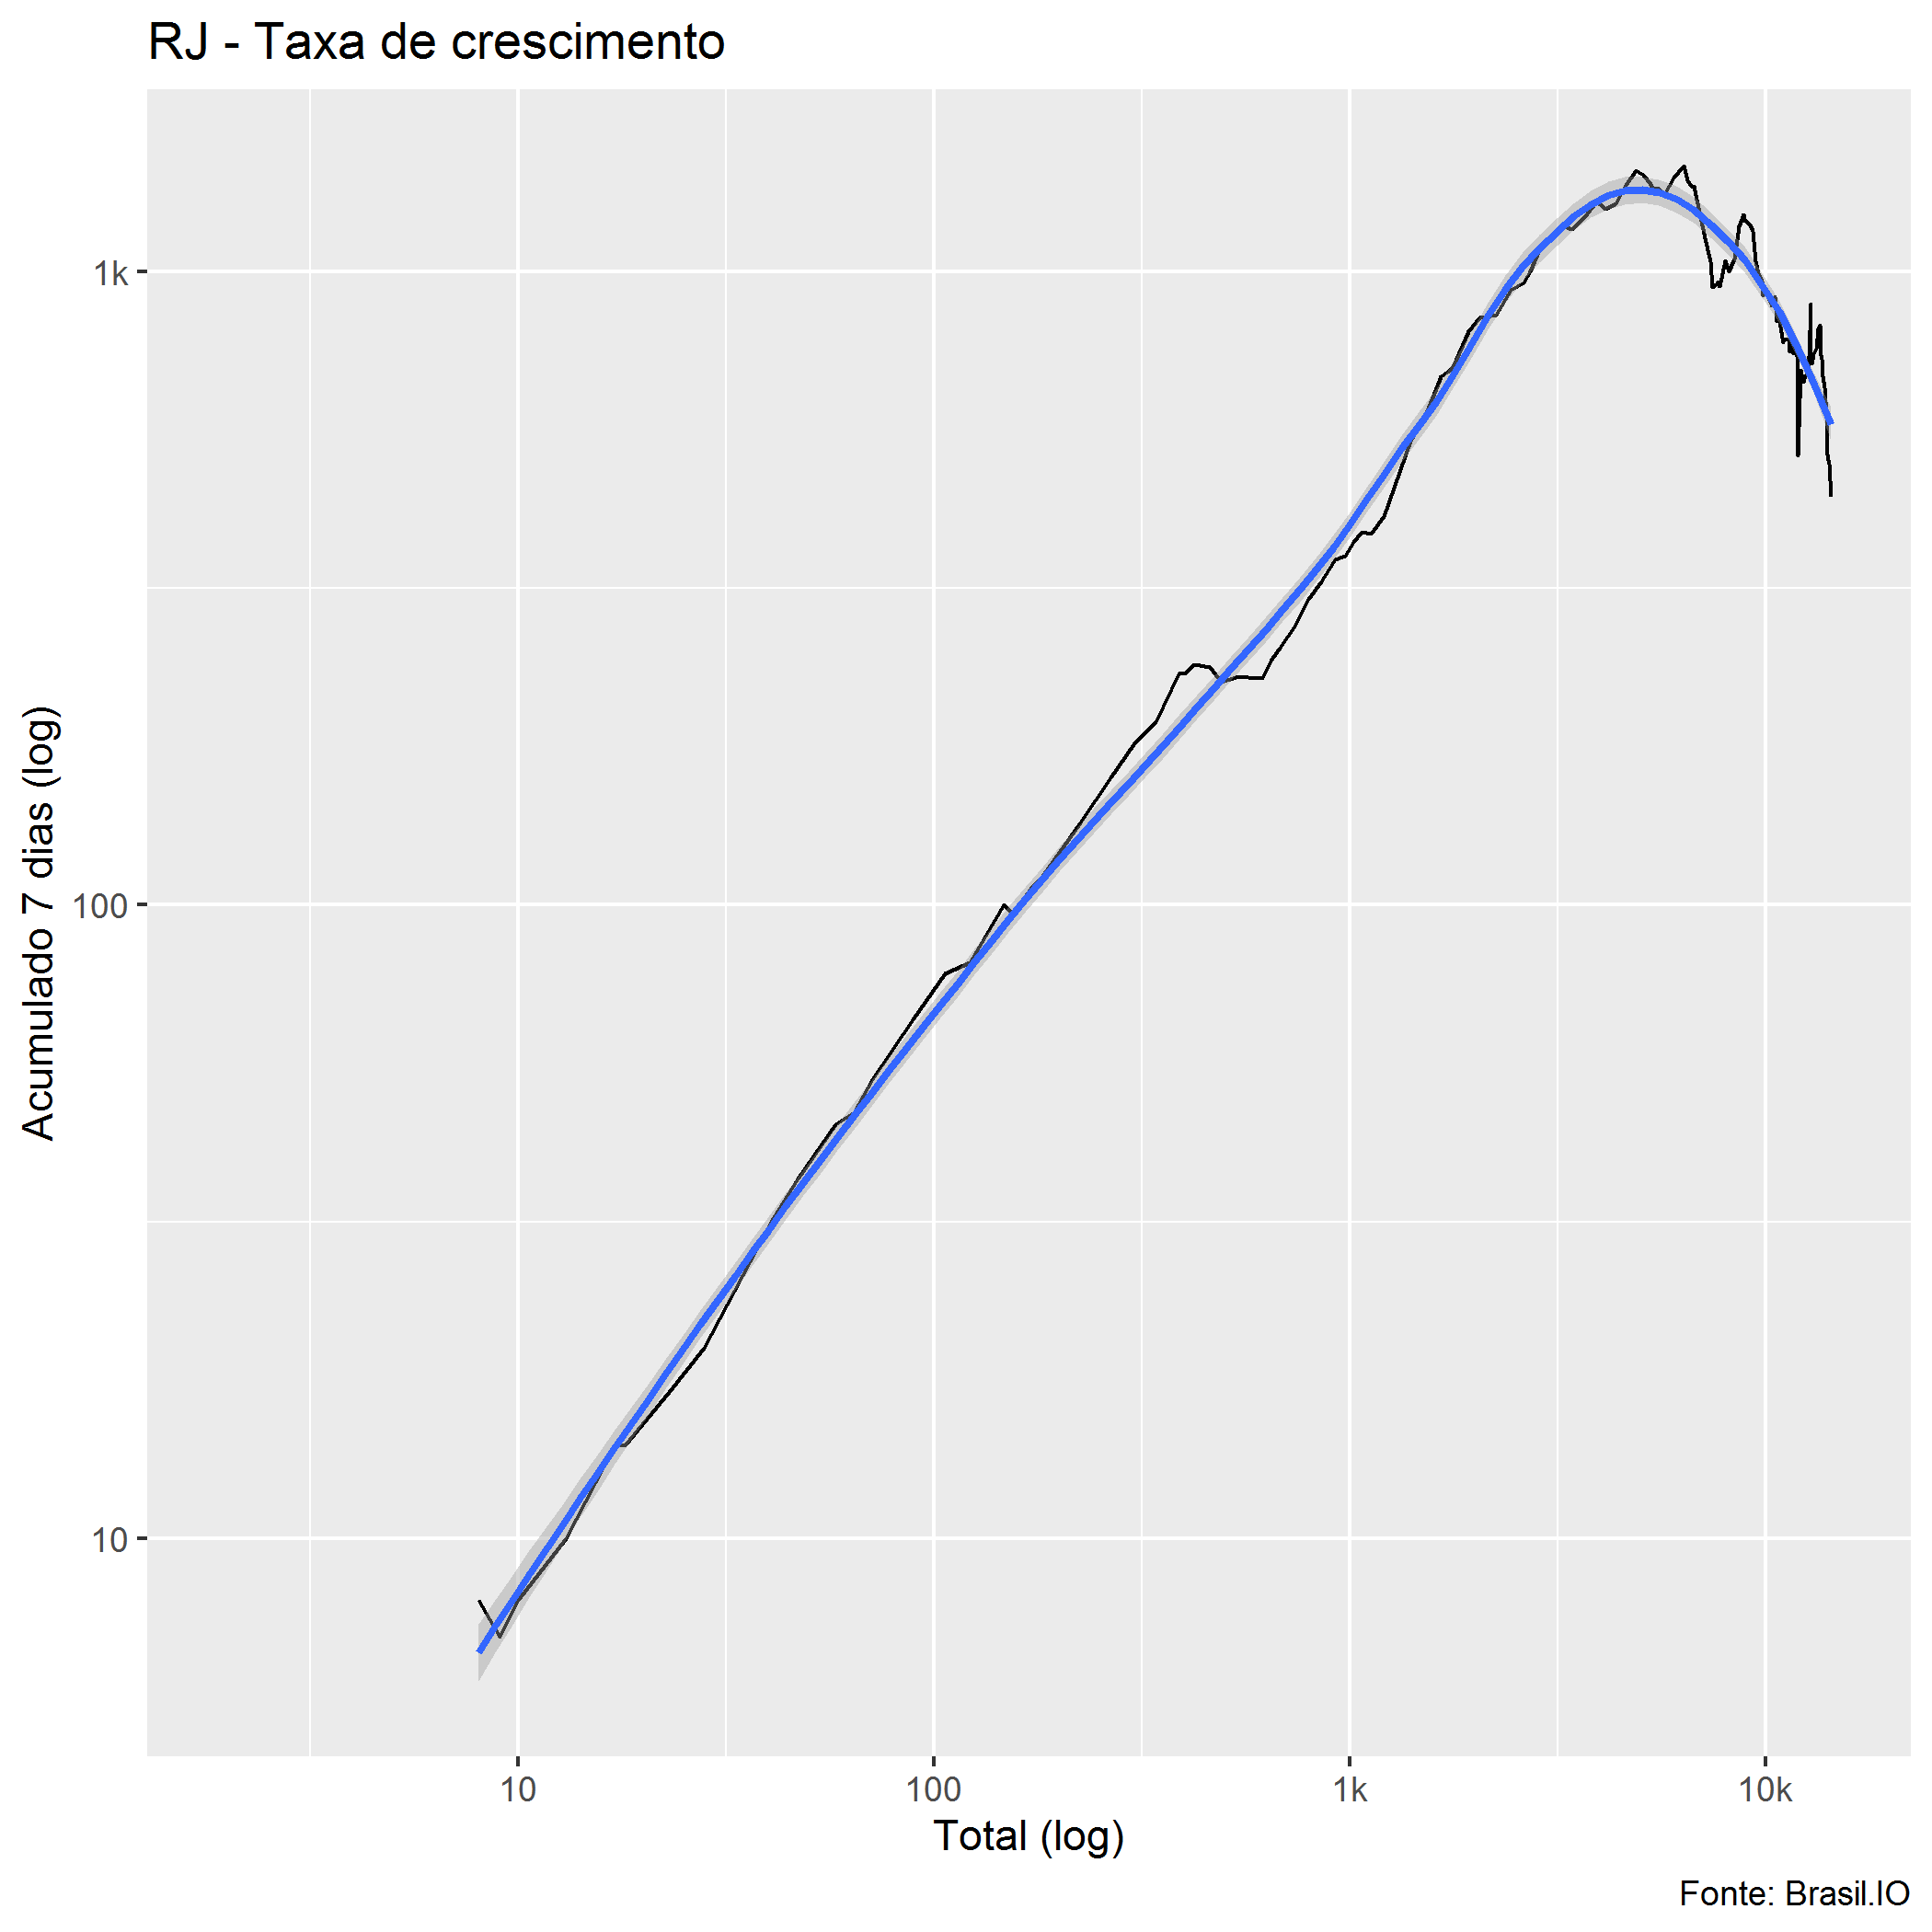 RJ - Taxa de crescimento
Acumulado 7 dias (log)
1k
100
10
10
100
1k
10k
Total (log)
Fonte: Brasil.IO